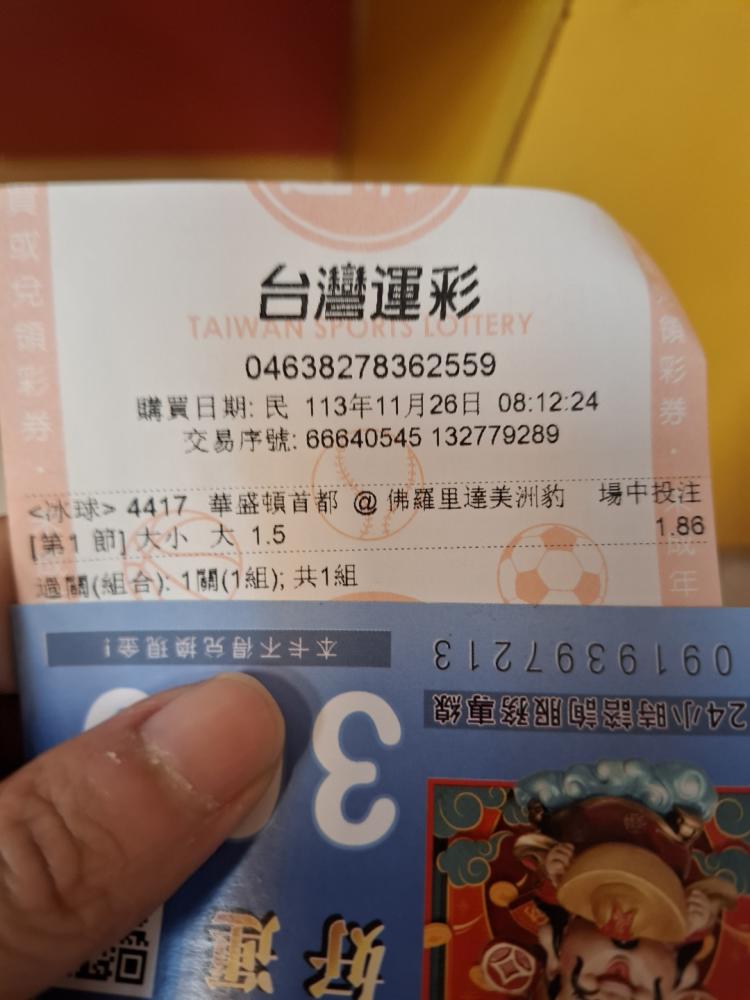 台灣運彩
TAIWAN SPORTS LOTTERY
04638278362559
購買日期: 民 113年11月26日 08:12:24
交易序號: 66640545 132779289
<冰球> 4417 華盛頓首都 @ 佛羅里達美洲豹 場中投注
[第1 節] 大小 大 1.5 1.86
過關(組合): 1關(1組); 共1組
本卡不得兌換現金!
0919397213
24小時諮詢服務專線
3
好運
領彩券